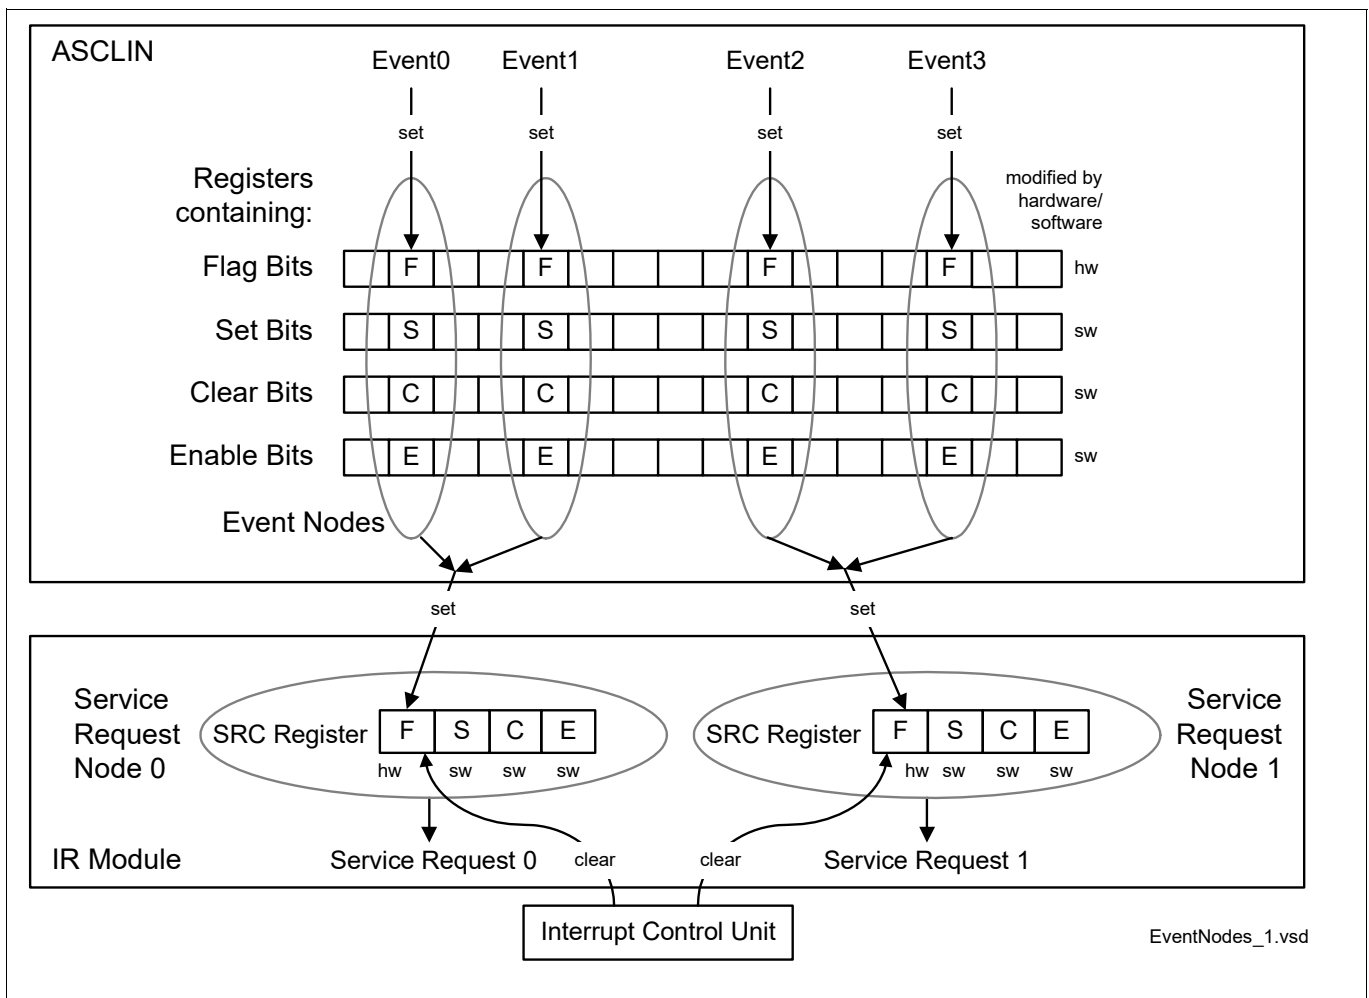 ASCLIN
Event0 Event1 Event2 Event3
set set set set
Registers
containing:
modified by
hardware/
software
Flag Bits F F F F hw
Set Bits S S S S sw
Clear Bits C C C C sw
Enable Bits E E E E sw
Event Nodes
set set
Service
Request
Node 0
SRC Register F S C E
hw sw sw sw
SRC Register F S C E
hw sw sw sw
Service
Request
Node 1
IR Module
Service Request 0 clear clear Service Request 1
Interrupt Control Unit
EventNodes_1.vsd